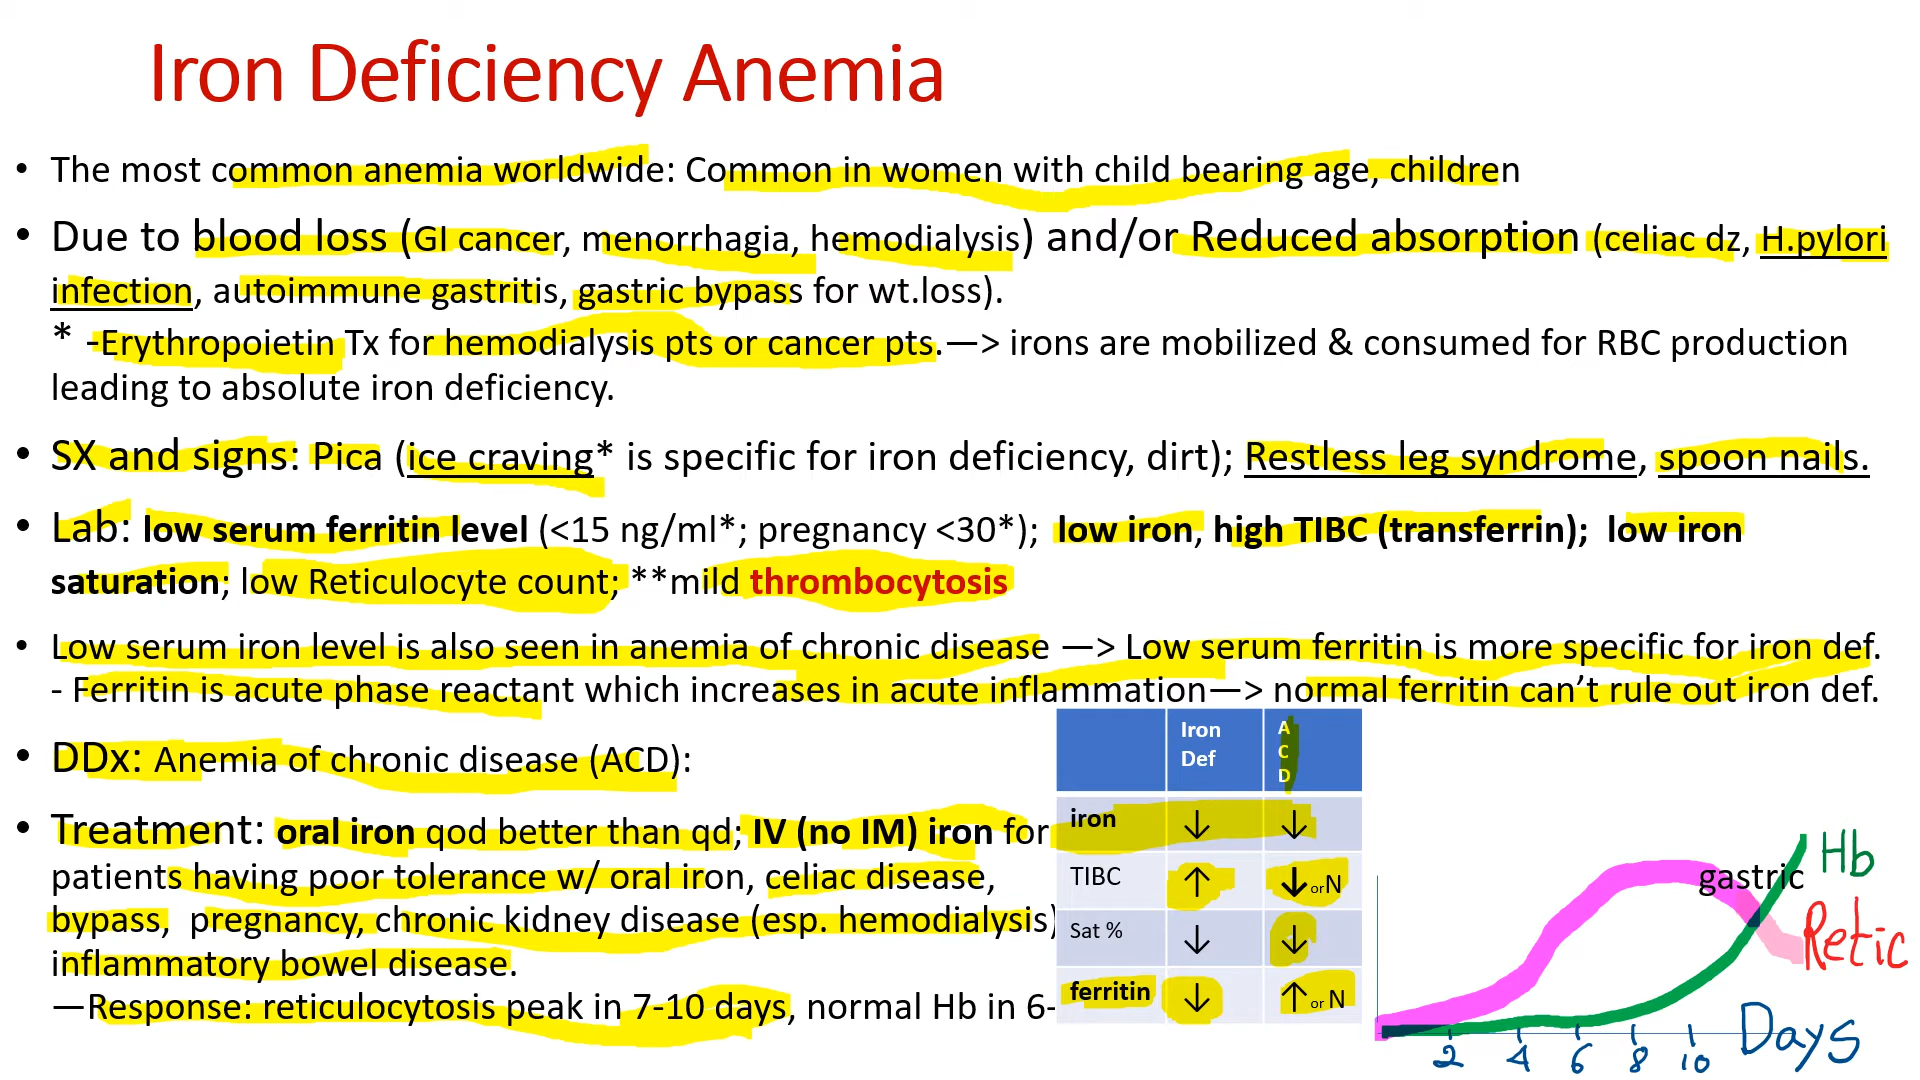 Iron Deficiency Anemia
• The most common anemia worldwide: Common in women with child bearing age, children
• Due to blood loss (GI cancer, menorrhagia, hemodialysis) and/or Reduced absorption (celiac dz, H.pylori
infection, autoimmune gastritis, gastric bypass for wt.loss).
* -Erythropoietin Tx for hemodialysis pts or cancer pts.—> irons are mobilized & consumed for RBC production
leading to absolute iron deficiency.
• SX and signs: Pica (ice craving* is specific for iron deficiency, dirt); Restless leg syndrome, spoon nails.
• Lab: low serum ferritin level (<15 ng/ml*; pregnancy <30*); low iron, high TIBC (transferrin); low iron
saturation; low Reticulocyte count; **mild thrombocytosis
• Low serum iron level is also seen in anemia of chronic disease —> Low serum ferritin is more specific for iron def.
- Ferritin is acute phase reactant which increases in acute inflammation—> normal ferritin can't rule out iron def.
• DDx: Anemia of chronic disease (ACD):
• Treatment: oral iron qod better than qd; IV (no IM) iron for
patients having poor tolerance w/ oral iron, celiac disease, gastric
bypass, pregnancy, chronic kidney disease (esp. hemodialysis)
inflammatory bowel disease.
—Response: reticulocytosis peak in 7-10 days, normal Hb in 6-
Iron Def A C D
iron ↓ ↓
TIBC ↑ ↓ or N
Sat % ↓ ↓
ferritin ↓ ↑ or N
Hb
Retic
Days
2 4 6 8 10